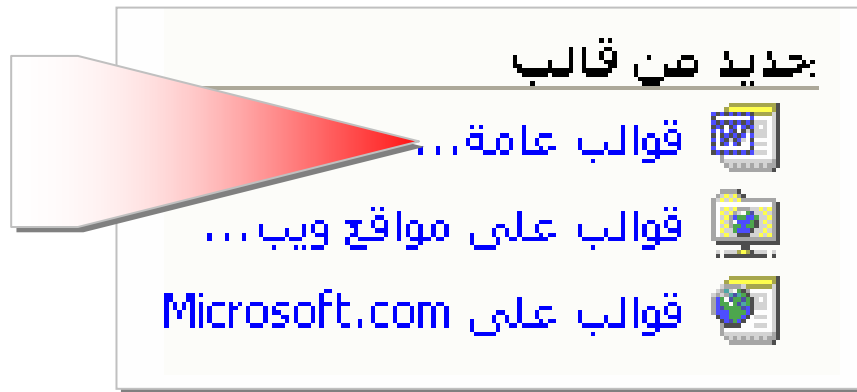 جديد من قالب
قوالب عامة...
قوالب على مواقع ويب...
قوالب على Microsoft.com